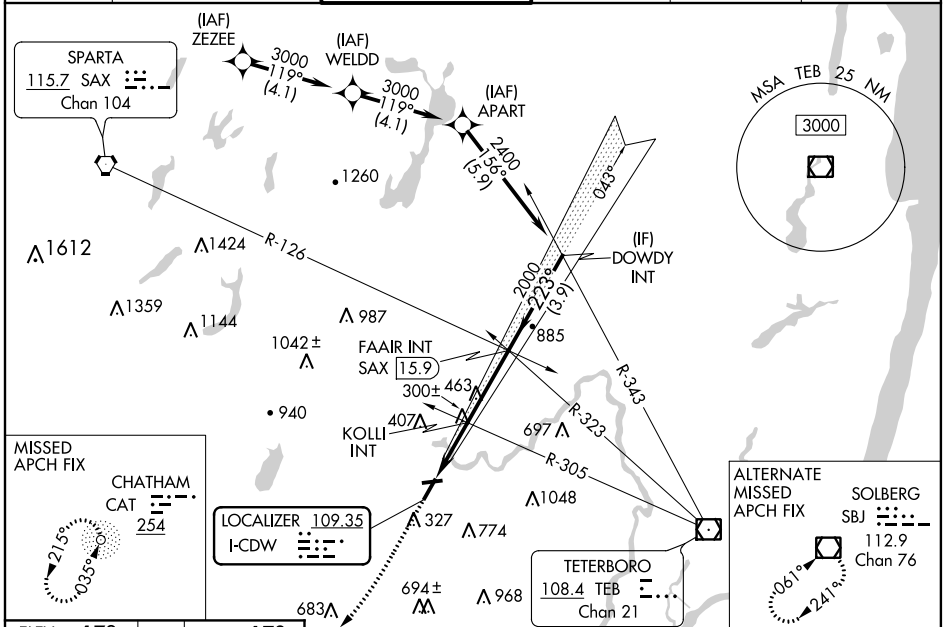 (IAF)
ZEZEE
3000
119°
(4.1)
(IAF)
WELDD
3000
119°
(4.1)
(IAF)
APART
2400
156°
(5.9)
SPARTA
115.7 SAX
Chan 104
MSA TEB 25 NM
3000
043°
1260
1612
1424
R-126
(IF)
DOWDY
INT
2000
223°
(3.9)
1359
1144
987
885
1042±
FAAIR INT
SAX 15.9
R-343
463
300±
R-323
940
407
697
KOLLI
INT
R-305
MISSED
APCH FIX
CHATHAM
CAT
254
215°
035°
LOCALIZER 109.35
I-CDW
327
774
1048
ALTERNATE
MISSED
APCH FIX
SOLBERG
SBJ
112.9
Chan 76
061°
241°
TETERBORO
108.4 TEB
Chan 21
683
694±
968